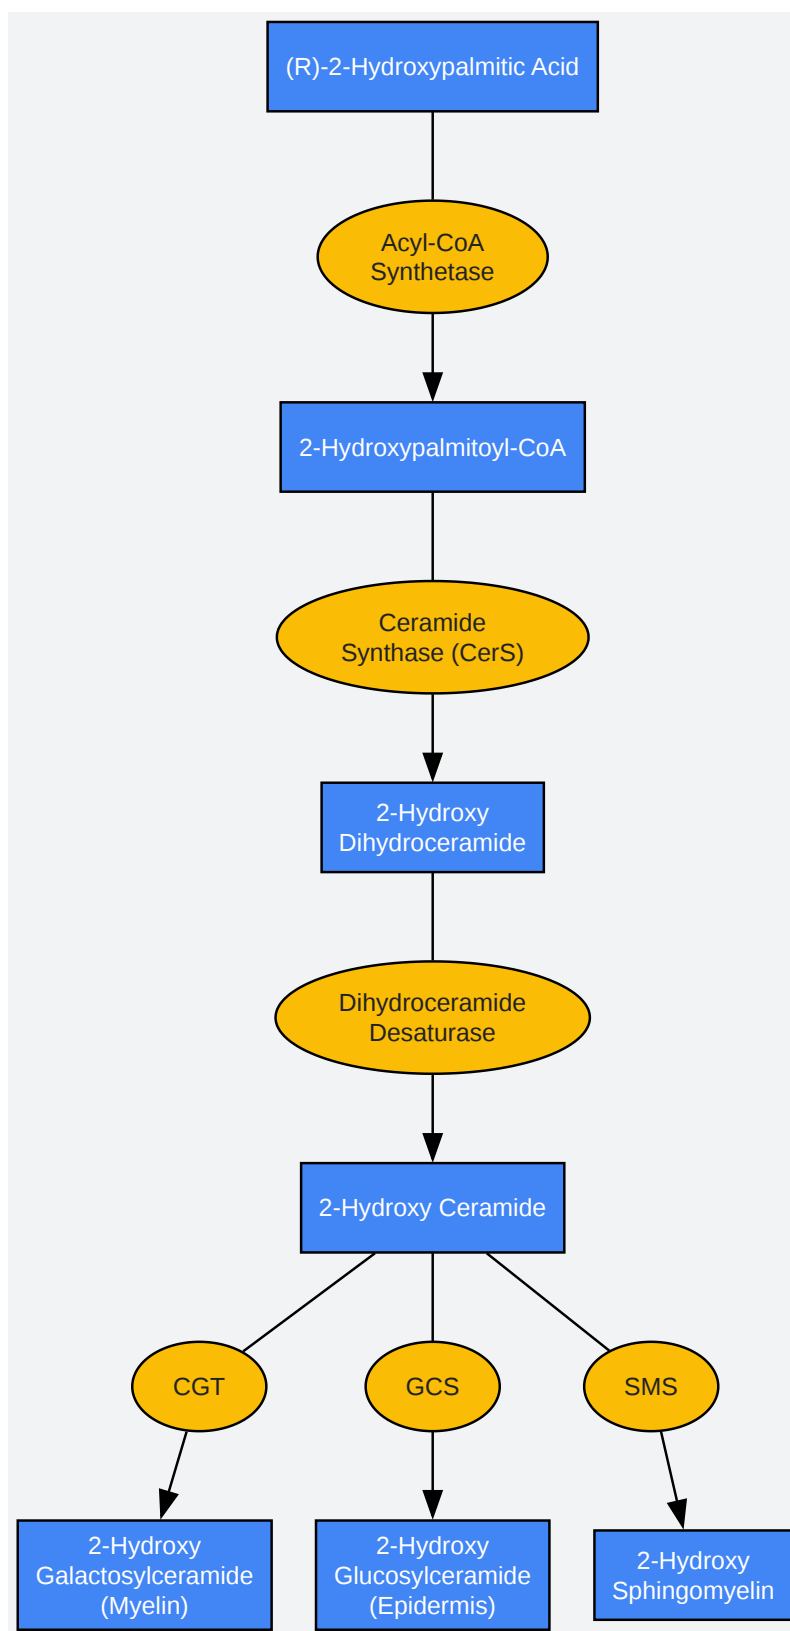 (R)-2-Hydroxypalmitic Acid
Acyl-CoA
Synthetase
2-Hydroxypalmitoyl-CoA
Ceramide
Synthase (CerS)
2-Hydroxy
Dihydroceramide
Dihydroceramide
Desaturase
2-Hydroxy Ceramide
CGT
GCS
SMS
2-Hydroxy
Galactosylceramide
(Myelin)
2-Hydroxy
Glucosylceramide
(Epidermis)
2-Hydroxy
Sphingomyelin